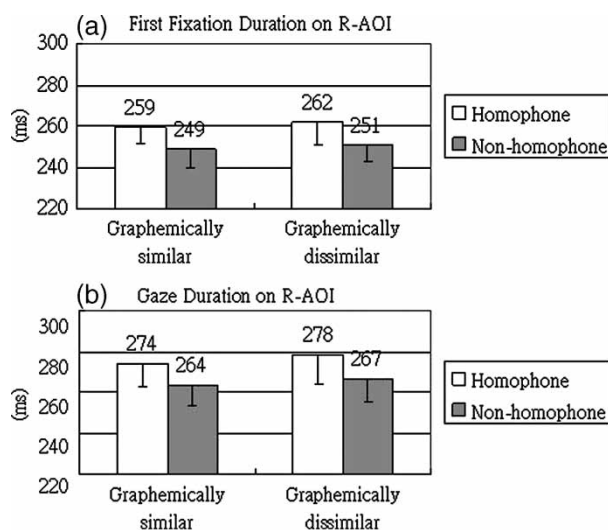 (a) First Fixation Duration on R-AOI
300
280
260
240
220
(ms)
259
249
262
251
Graphemically similar
Graphemically dissimilar
Homophone
Non-homophone
(b) Gaze Duration on R-AOI
300
280
260
240
220
(ms)
274
264
278
267
Graphemically similar
Graphemically dissimilar
Homophone
Non-homophone